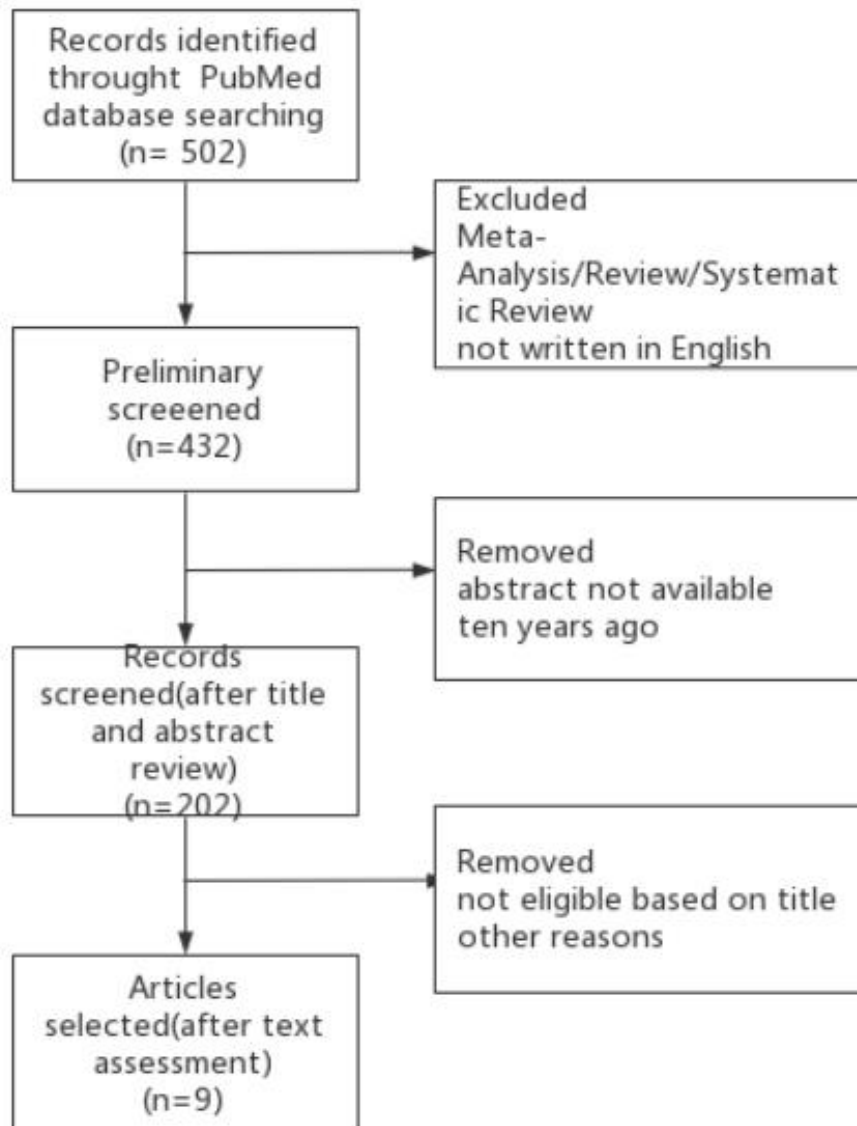 Records identified
throught PubMed
database searching
(n= 502)
Excluded
Meta-
Analysis/Review/Systemat
ic Review
not written in English
Preliminary
screeened
(n=432)
Removed
abstract not available
ten years ago
Records
screened(after title
and abstract
review)
(n=202)
Removed
not eligible based on title
other reasons
Articles
selected(after text
assessment)
(n=9)